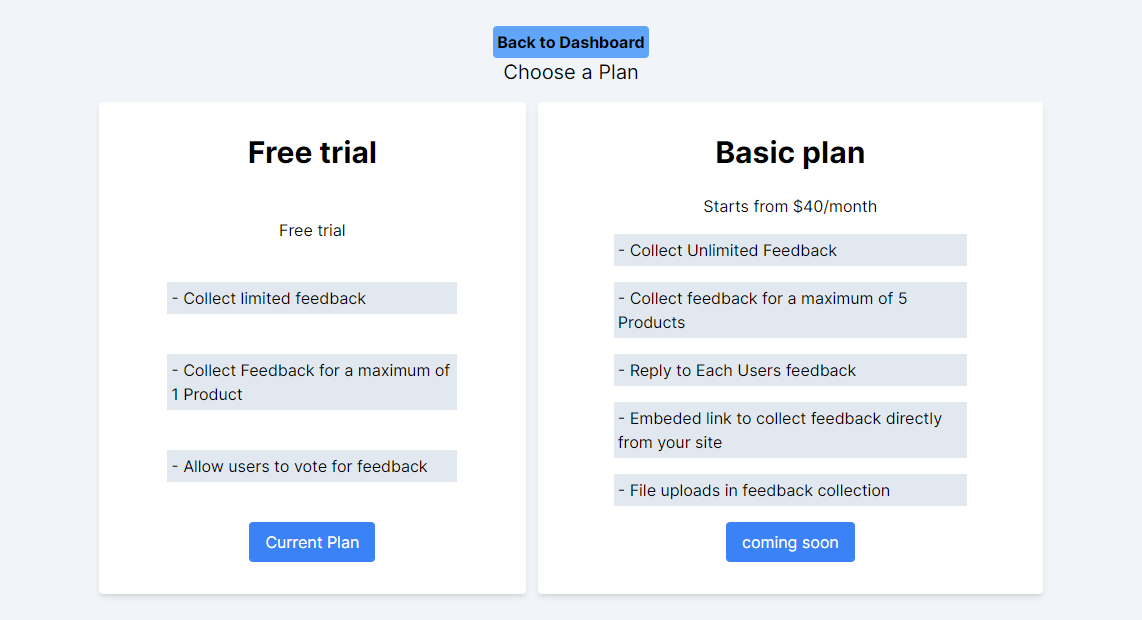 Back to Dashboard
Choose a Plan
Free trial
Free trial
- Collect limited feedback
- Collect Feedback for a maximum of
1 Product
- Allow users to vote for feedback
Current Plan
Basic plan
Starts from $40/month
- Collect Unlimited Feedback
- Collect feedback for a maximum of 5
Products
- Reply to Each Users feedback
- Embeded link to collect feedback directly
from your site
- File uploads in feedback collection
coming soon